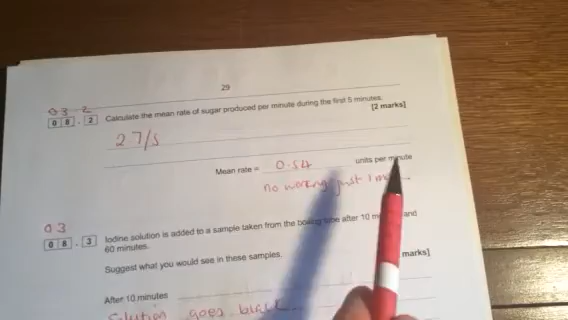 29
03.2
0 8 . 2 Calculate the mean rate of sugar produced per minute during the first 5 minutes.
[2 marks]
27/5
Mean rate = 0.54 units per minute
no working just 1
03
0 8 . 3 Iodine solution is added to a sample taken from the boiling tube after 10 and
60 minutes.
Suggest what you would see in these samples.
marks]
After 10 minutes
Solution goes black